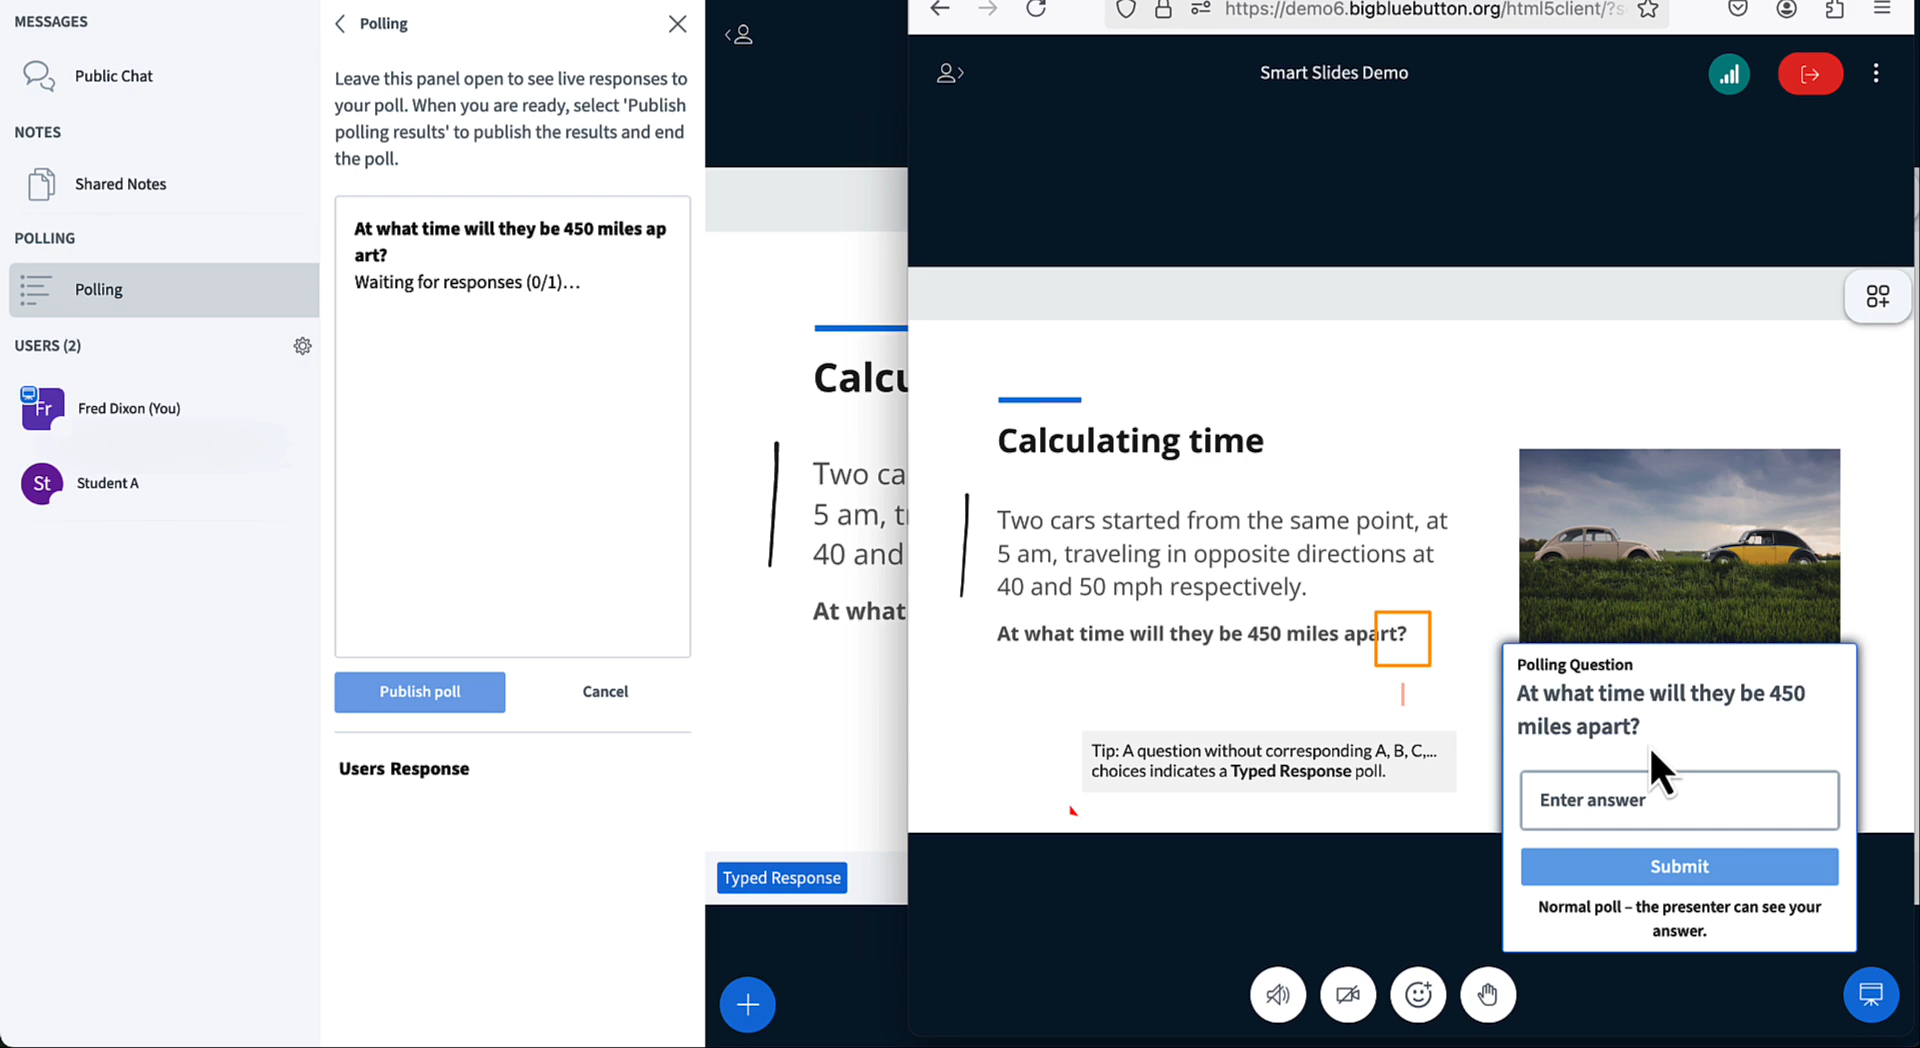 MESSAGES
Public Chat
NOTES
Shared Notes
POLLING
Polling
USERS (2)
Fr
Fred Dixon (You)
St
Student A
Polling
Leave this panel open to see live responses to
your poll. When you are ready, select 'Publish
polling results' to publish the results and end
the poll.
At what time will they be 450 miles ap
art?
Waiting for responses (0/1)...
Publish poll
Cancel
Users Response
Calcu
Two ca
5 am, t
40 and
At what
Typed Response
https://demo6.bigbluebutton.org/html5client/?s
Smart Slides Demo
Calculating time
Two cars started from the same point, at
5 am, traveling in opposite directions at
40 and 50 mph respectively.
At what time will they be 450 miles apart?
Tip: A question without corresponding A, B, C,...
choices indicates a Typed Response poll.
Polling Question
At what time will they be 450
miles apart?
Enter answer
Submit
Normal poll – the presenter can see your
answer.